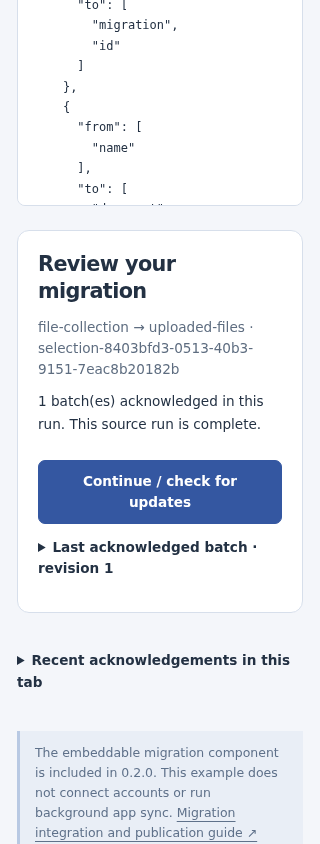 "to": [
"migration",
"id"
]
},
{
"from": [
"name"
],
"to": [
Review your
migration
file-collection → uploaded-files ·
selection-8403bfd3-0513-40b3-
9151-7eac8b20182b
1 batch(es) acknowledged in this
run. This source run is complete.
Continue / check for
updates
▶ Last acknowledged batch ·
revision 1
▶ Recent acknowledgements in this
tab
The embeddable migration component
is included in 0.2.0. This example does
not connect accounts or run
background app sync. Migration
integration and publication guide ↗